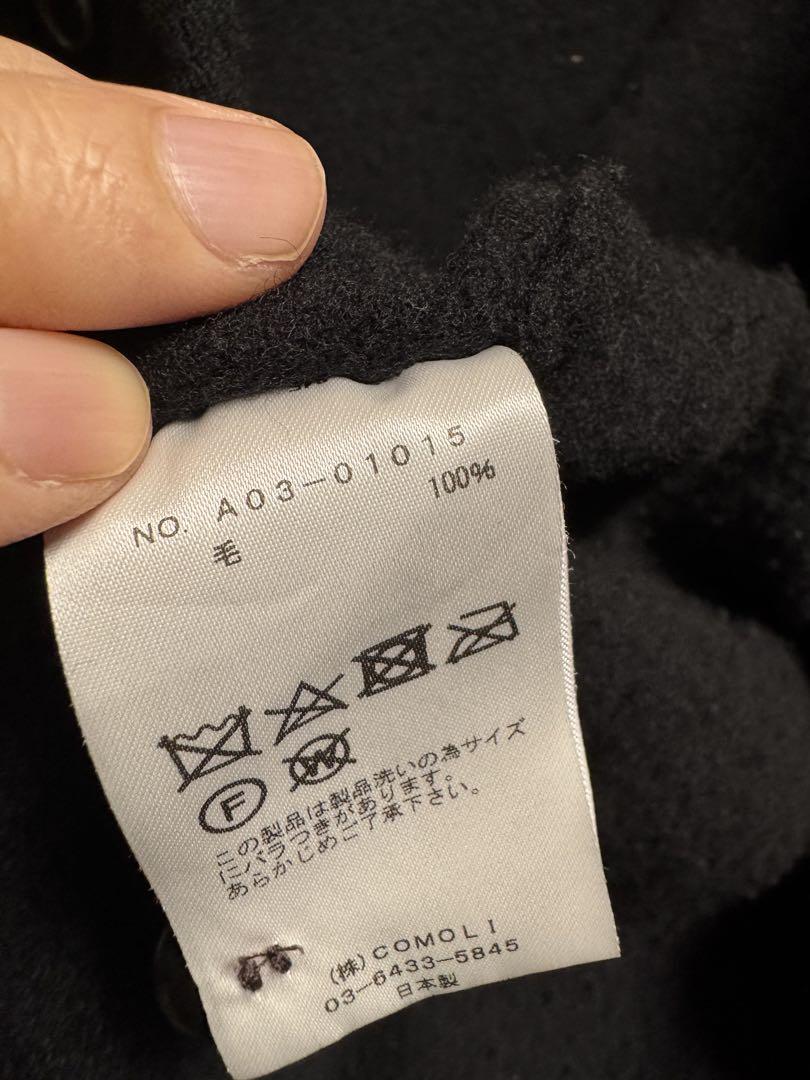 NO. A03-01015
毛 100%
F W
この製品は製品洗いの為サイズ
にバラつきがあります。
あらかじめご了承下さい。
(株)COMOLI
03-6433-5845
日本製